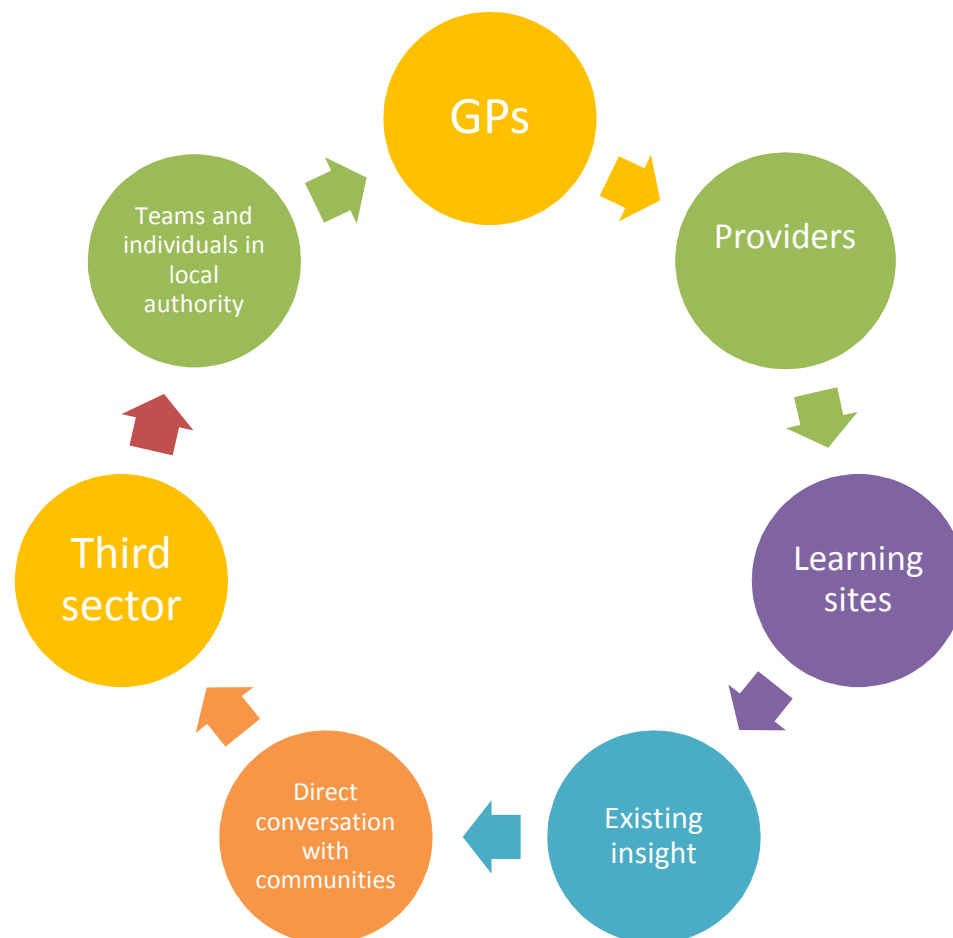 GPs
Providers
Learning
sites
Existing
insight
Direct
conversation
with
communities
Third
sector
Teams and
individuals in
local
authority